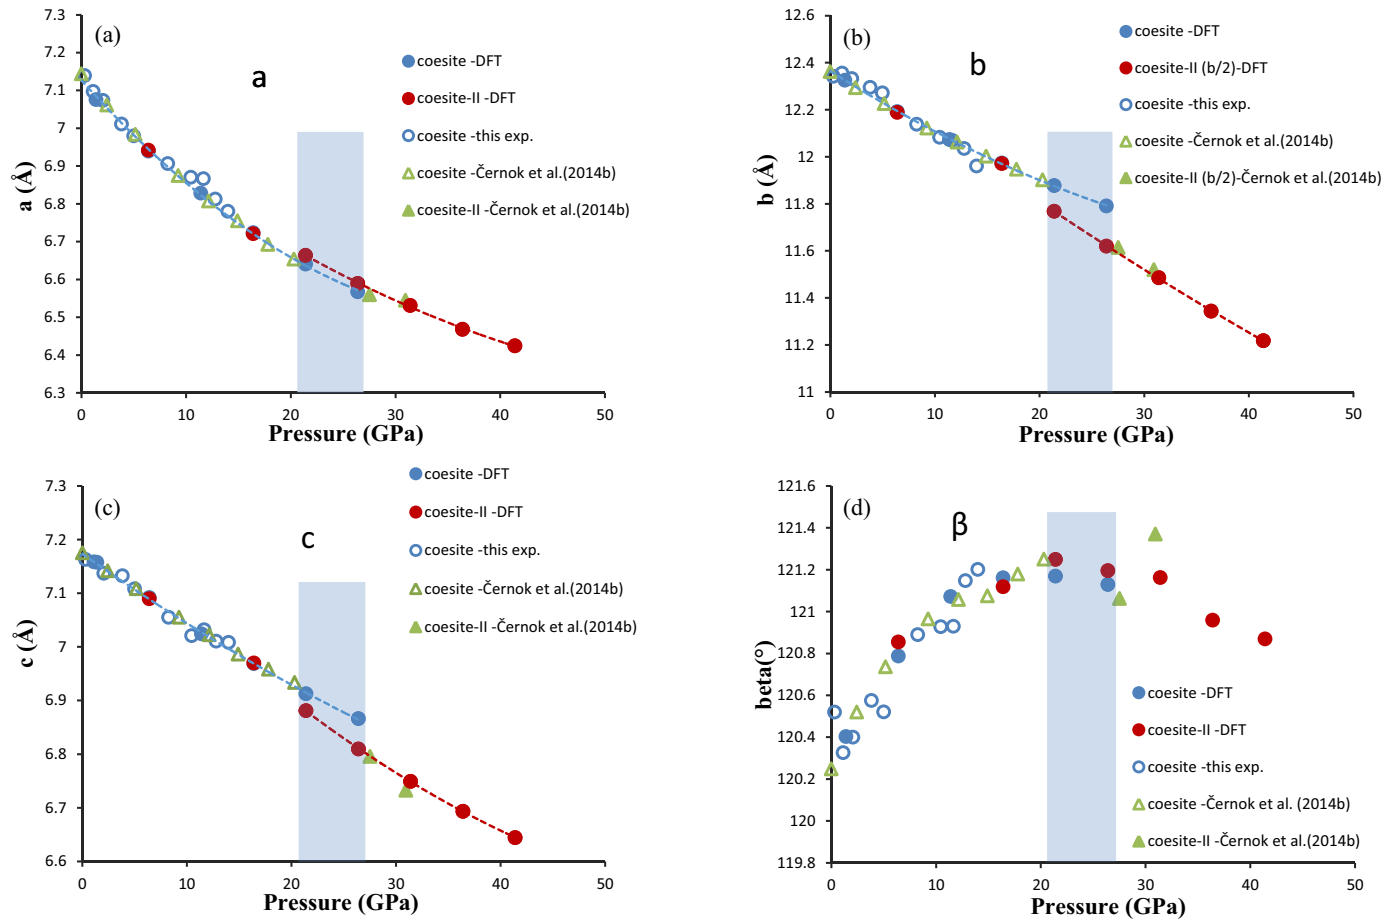 (a)
a
7.3
7.2
7.1
7
6.9
6.8
6.7
6.6
6.5
6.4
6.3
a (Å)
0
10
20
30
40
50
Pressure (GPa)
coesite -DFT
coesite-II -DFT
coesite -this exp.
coesite -Černok et al.(2014b)
coesite-II -Černok et al.(2014b)
(b)
b
12.6
12.4
12.2
12
11.8
11.6
11.4
11.2
11
b (Å)
0
10
20
30
40
50
Pressure (GPa)
coesite -DFT
coesite-II (b/2)-DFT
coesite -this exp.
coesite -Černok et al.(2014b)
coesite-II (b/2)-Černok et al.(2014b)
(c)
c
7.3
7.2
7.1
7
6.9
6.8
6.7
6.6
c (Å)
0
10
20
30
40
50
Pressure (GPa)
coesite -DFT
coesite-II -DFT
coesite -this exp.
coesite -Černok et al.(2014b)
coesite-II -Černok et al.(2014b)
(d)
β
121.6
121.4
121.2
121
120.8
120.6
120.4
120.2
120
119.8
beta(°)
0
10
20
30
40
50
Pressure (GPa)
coesite -DFT
coesite-II -DFT
coesite -this exp.
coesite -Černok et al. (2014b)
coesite-II -Černok et al.(2014b)